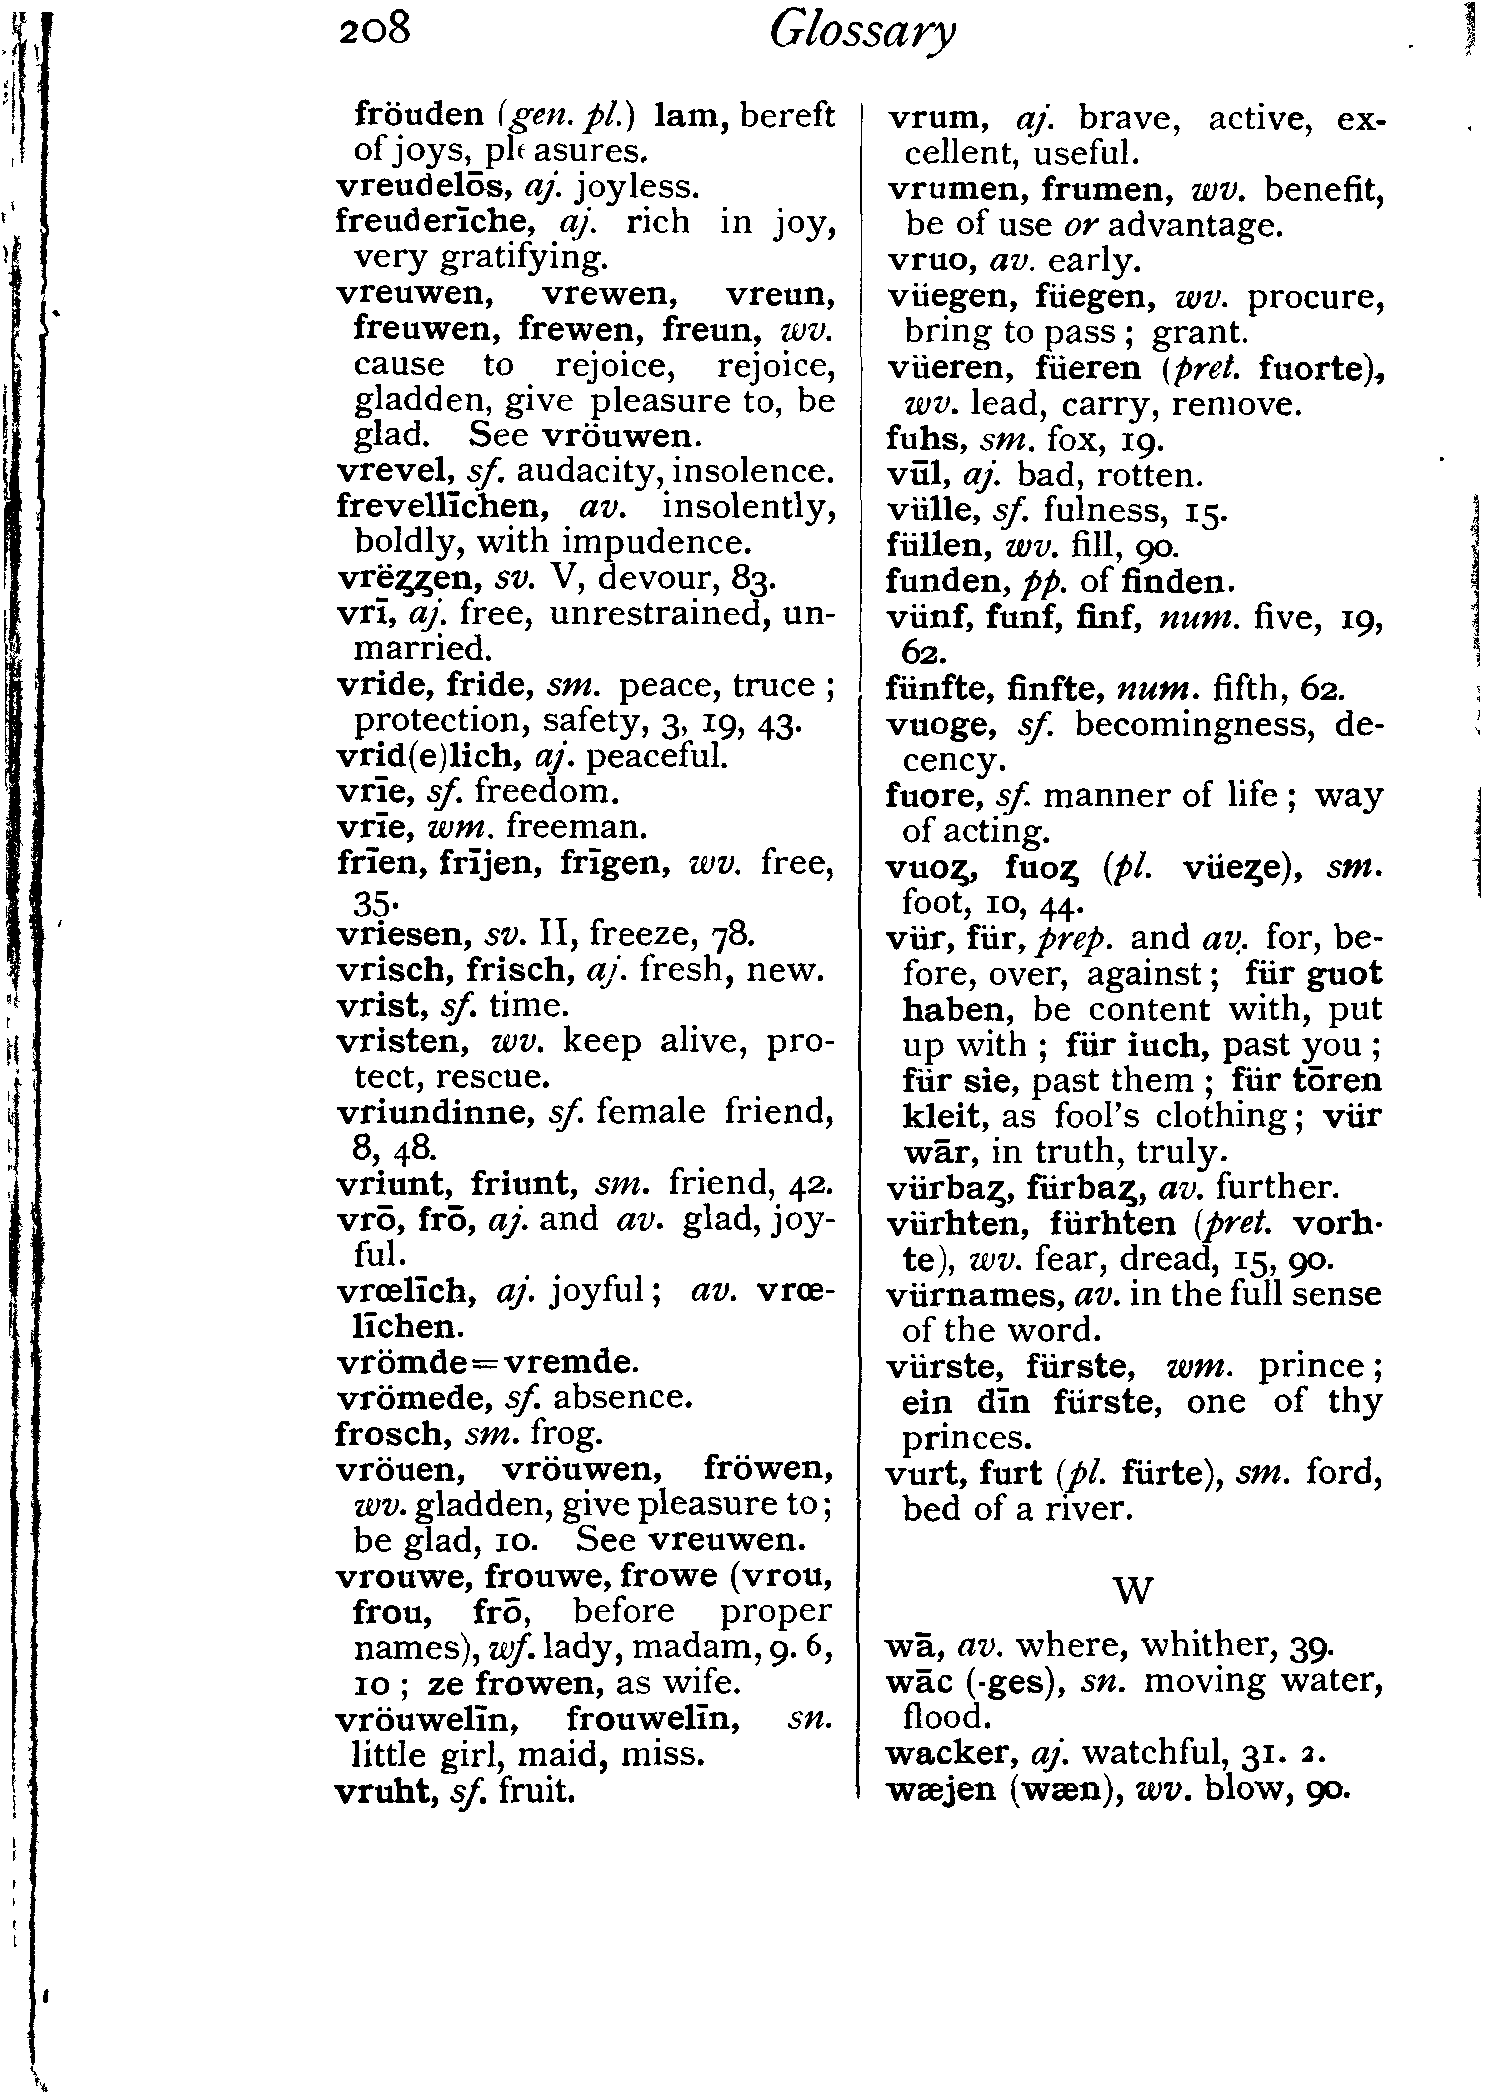 208
Glossary
fröuden (gen. pl.) lam, bereft
of joys, pleasures.
vreudelōs, aj. joyless.
freuderīche, aj. rich in joy,
very gratifying.
vreuwen, vrewen, vreun,
freuwen, frewen, freun, wv.
cause to rejoice, rejoice,
gladden, give pleasure to, be
glad. See vröuwen.
vrevel, sf. audacity, insolence.
frevellīchen, av. insolently,
boldly, with impudence.
vrëȥȥen, sv. V, devour, 83.
vrī, aj. free, unrestrained, un-
married.
vride, fride, sm. peace, truce ;
protection, safety, 3, 19, 43.
vrid(e)lich, aj. peaceful.
vrīe, sf. freedom.
vrīe, wm. freeman.
frīen, frījen, frīgen, wv. free,
35.
vriesen, sv. II, freeze, 78.
vrisch, frisch, aj. fresh, new.
vrist, sf. time.
vristen, wv. keep alive, pro-
tect, rescue.
vriundinne, sf. female friend,
8, 48.
vriunt, friunt, sm. friend, 42.
vrō, frō, aj. and av. glad, joy-
ful.
vrœlīch, aj. joyful ; av. vrœ-
līchen.
vrömde=vremde.
vrömede, sf. absence.
frosch, sm. frog.
vröuen, vröuwen, fröwen,
wv. gladden, give pleasure to ;
be glad, 10. See vreuwen.
vrouwe, frouwe, frowe (vrou,
frou, frō, before proper
names), wf. lady, madam, 9. 6,
10 ; ze frowen, as wife.
vröuwelīn, frouwelīn, sn.
little girl, maid, miss.
vruht, sf. fruit.
vrum, aj. brave, active, ex-
cellent, useful.
vrumen, frumen, wv. benefit,
be of use or advantage.
vruo, av. early.
vüegen, füegen, wv. procure,
bring to pass ; grant.
vüeren, füeren (pret. fuorte),
wv. lead, carry, remove.
fuhs, sm. fox, 19.
vūl, aj. bad, rotten.
vülle, sf. fulness, 15.
füllen, wv. fill, 90.
funden, pp. of finden.
vünf, funf, finf, num. five, 19,
62.
fünfte, finfte, num. fifth, 62.
vuoge, sf. becomingness, de-
cency.
fuore, sf. manner of life ; way
of acting.
vuoȥ, fuoȥ (pl. vüeȥe), sm.
foot, 10, 44.
vür, für, prep. and av. for, be-
fore, over, against ; für guot
haben, be content with, put
up with ; für iuch, past you ;
für sie, past them ; für tōren
kleit, as fool's clothing ; vür
wār, in truth, truly.
vürbaȥ, fürbaȥ, av. further.
vürhten, fürhten (pret. vorh-
te), wv. fear, dread, 15, 90.
vürnames, av. in the full sense
of the word.
vürste, fürste, wm. prince ;
ein dīn fürste, one of thy
princes.
vurt, furt (pl. fürte), sm. ford,
bed of a river.
W
wā, av. where, whither, 39.
wāc (-ges), sn. moving water,
flood.
wacker, aj. watchful, 31. 2.
wæjen (wæn), wv. blow, 90.